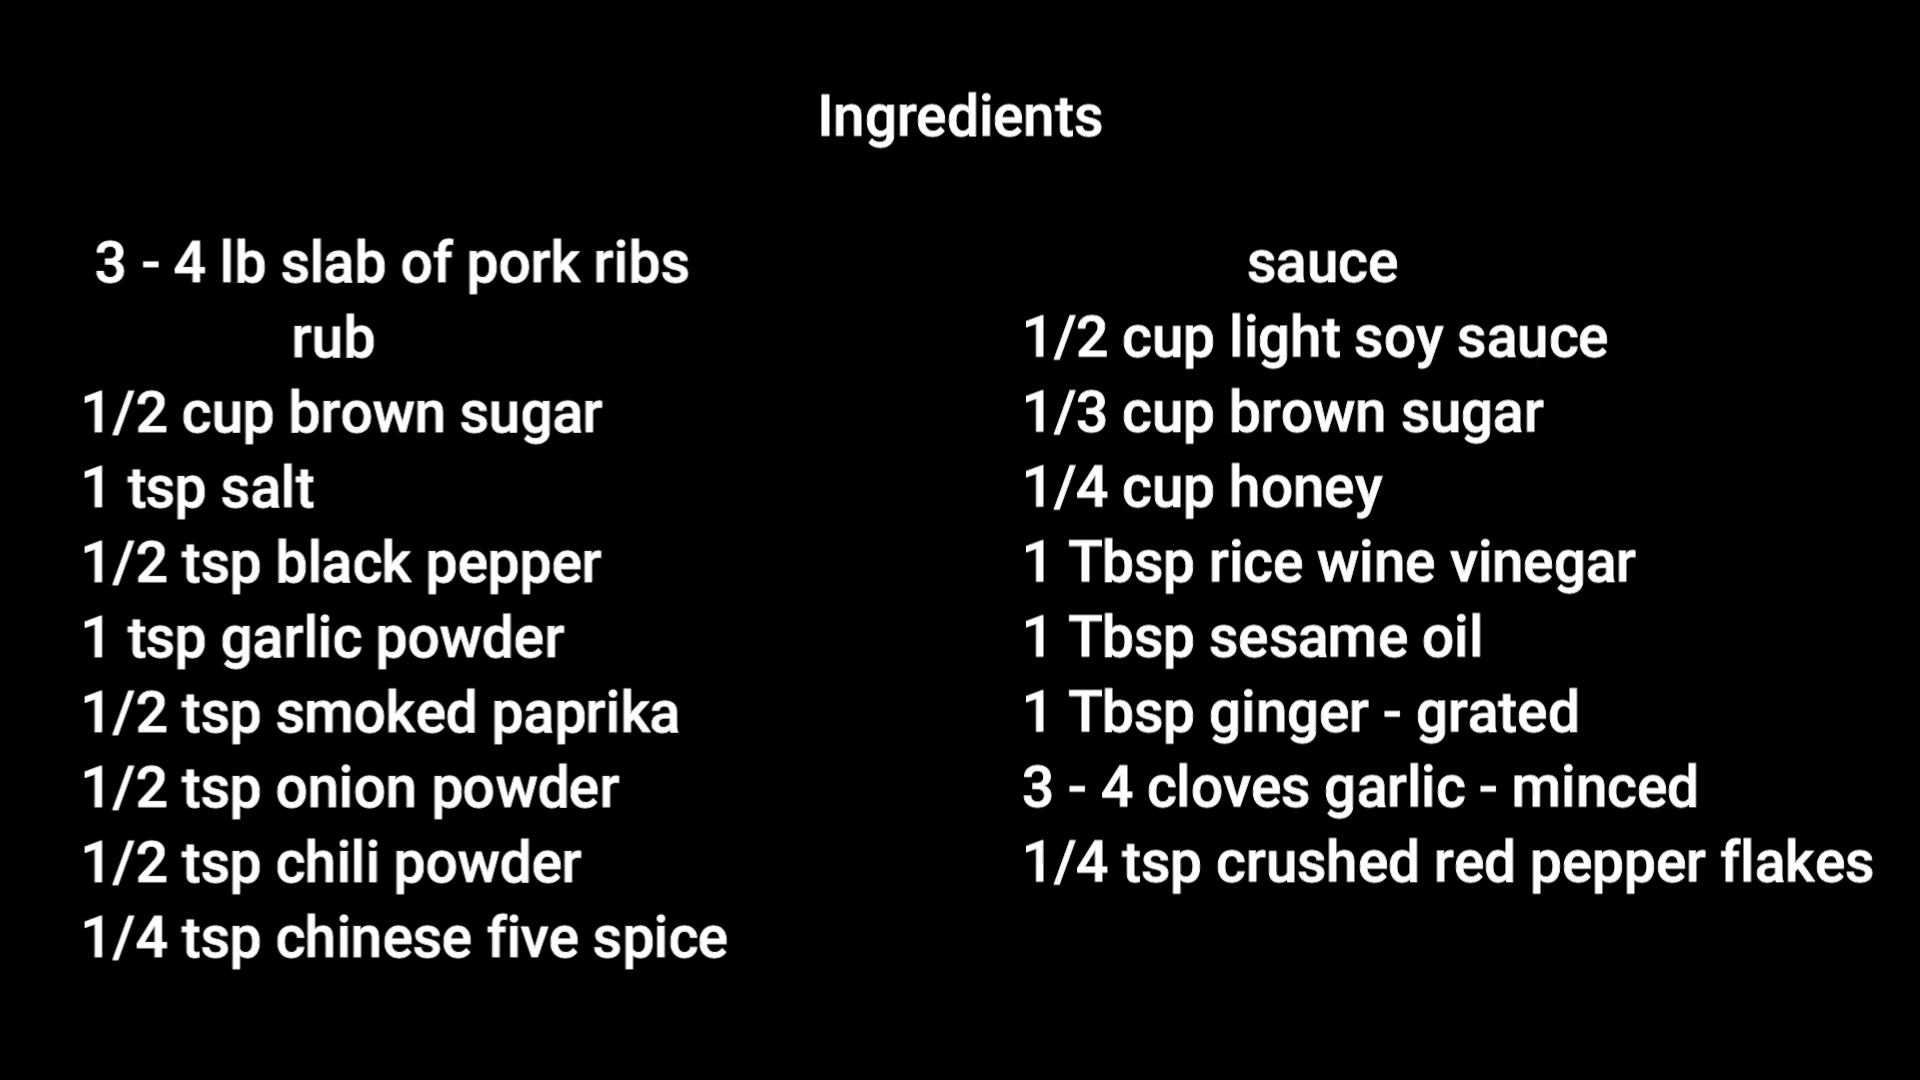 Ingredients
3 - 4 lb slab of pork ribs
rub
1/2 cup brown sugar
1 tsp salt
1/2 tsp black pepper
1 tsp garlic powder
1/2 tsp smoked paprika
1/2 tsp onion powder
1/2 tsp chili powder
1/4 tsp chinese five spice
sauce
1/2 cup light soy sauce
1/3 cup brown sugar
1/4 cup honey
1 Tbsp rice wine vinegar
1 Tbsp sesame oil
1 Tbsp ginger - grated
3 - 4 cloves garlic - minced
1/4 tsp crushed red pepper flakes